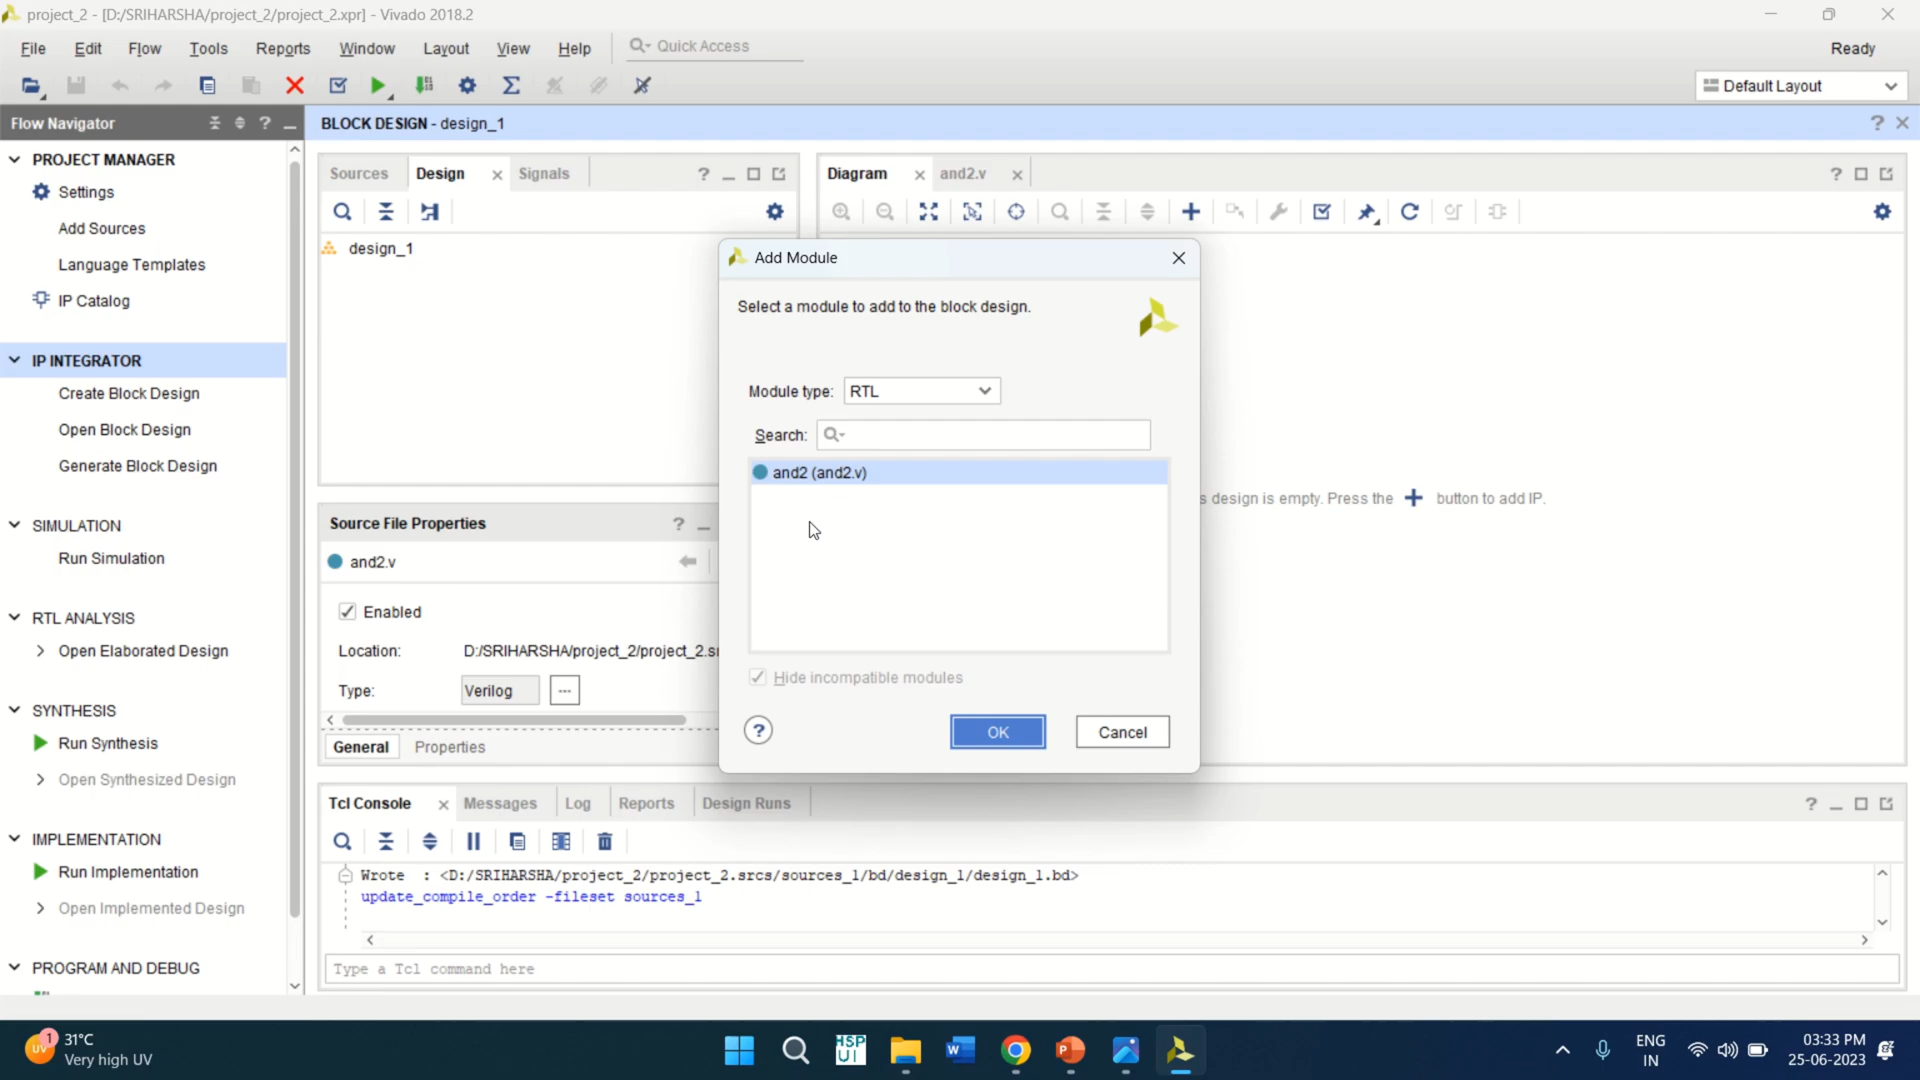 project_2 - [D:/SRIHARSHA/project_2/project_2.xpr] - Vivado 2018.2
File Edit Flow Tools Reports Window Layout View Help Quick Access Ready
Default Layout
Flow Navigator
BLOCK DESIGN - design_1
PROJECT MANAGER
Settings
Add Sources
Language Templates
IP Catalog
IP INTEGRATOR
Create Block Design
Open Block Design
Generate Block Design
SIMULATION
Run Simulation
RTL ANALYSIS
Open Elaborated Design
SYNTHESIS
Run Synthesis
Open Synthesized Design
IMPLEMENTATION
Run Implementation
Open Implemented Design
PROGRAM AND DEBUG
Sources Design Signals
design_1
Source File Properties
and2.v
Enabled
Location: D:/SRIHARSHA/project_2/project_2.sr
Type: Verilog ...
General Properties
Diagram and2.v
s design is empty. Press the + button to add IP.
Add Module
Select a module to add to the block design.
Module type: RTL
Search:
and2 (and2.v)
Hide incompatible modules
? OK Cancel
Tcl Console Messages Log Reports Design Runs
Wrote : <D:/SRIHARSHA/project_2/project_2.srcs/sources_1/bd/design_1/design_1.bd>
update_compile_order -fileset sources_1
Type a Tcl command here
UV 1 31°C
Very high UV
HSP
UI
ENG
IN
03:33 PM
25-06-2023